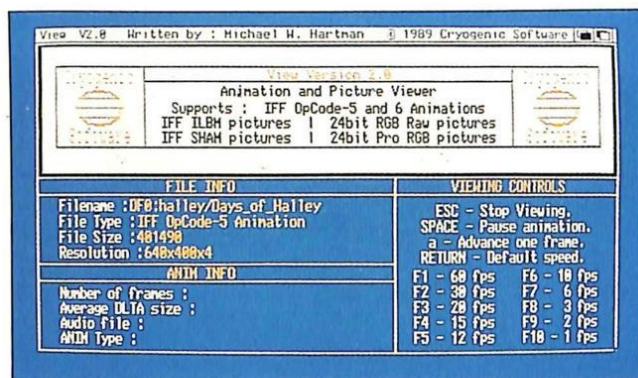 View V2.0 Written by : Michael W. Hartman © 1989 Cryogenic Software
Cryogenic
Software
View Version 2.0
Animation and Picture
Viewer
Supports : IFF OpCode-5 and 6 Animations
IFF ILBM pictures | 24bit RGB Raw pictures
IFF SHAM pictures | 24bit Pro RGB pictures
Cryogenic
Software
FILE INFO
Filename :DF0:halley/Days_of_Halley
File Type :IFF OpCode-5 Animation
File Size :401490
Resolution :640x400x4
ANIM INFO
Number of frames :
Average DLTA size :
Audio file :
ANIM Type :
VIEWING CONTROLS
ESC - Stop Viewing.
SPACE - Pause animation.
a - Advance one frame.
RETURN - Default speed.
F1 - 60 fps F6 - 10 fps
F2 - 30 fps F7 - 6 fps
F3 - 20 fps F8 - 3 fps
F4 - 15 fps F9 - 2 fps
F5 - 12 fps F10 - 1 fps